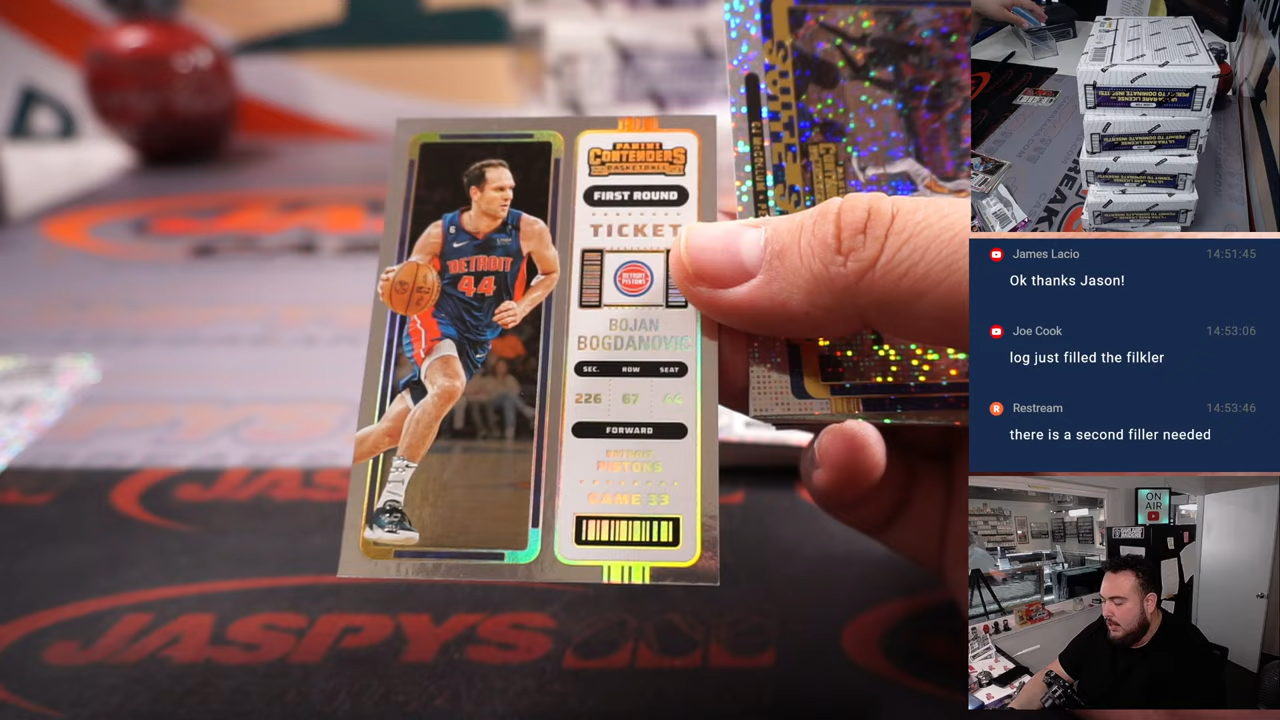 PANINI
CONTENDERS
BASKETBALL
FIRST ROUND
TICKET
DETROIT
PISTONS
BOJAN
BOGDANOVIC
SEC. ROW SEAT
226 67 44
FORWARD
DETROIT
PISTONS
GAME 33
6
DETROIT
44
JASPYS
James Lacio 14:51:45
Ok thanks Jason!
Joe Cook 14:53:06
log just filled the filkler
R Restream 14:53:46
there is a second filler needed
ON
AIR